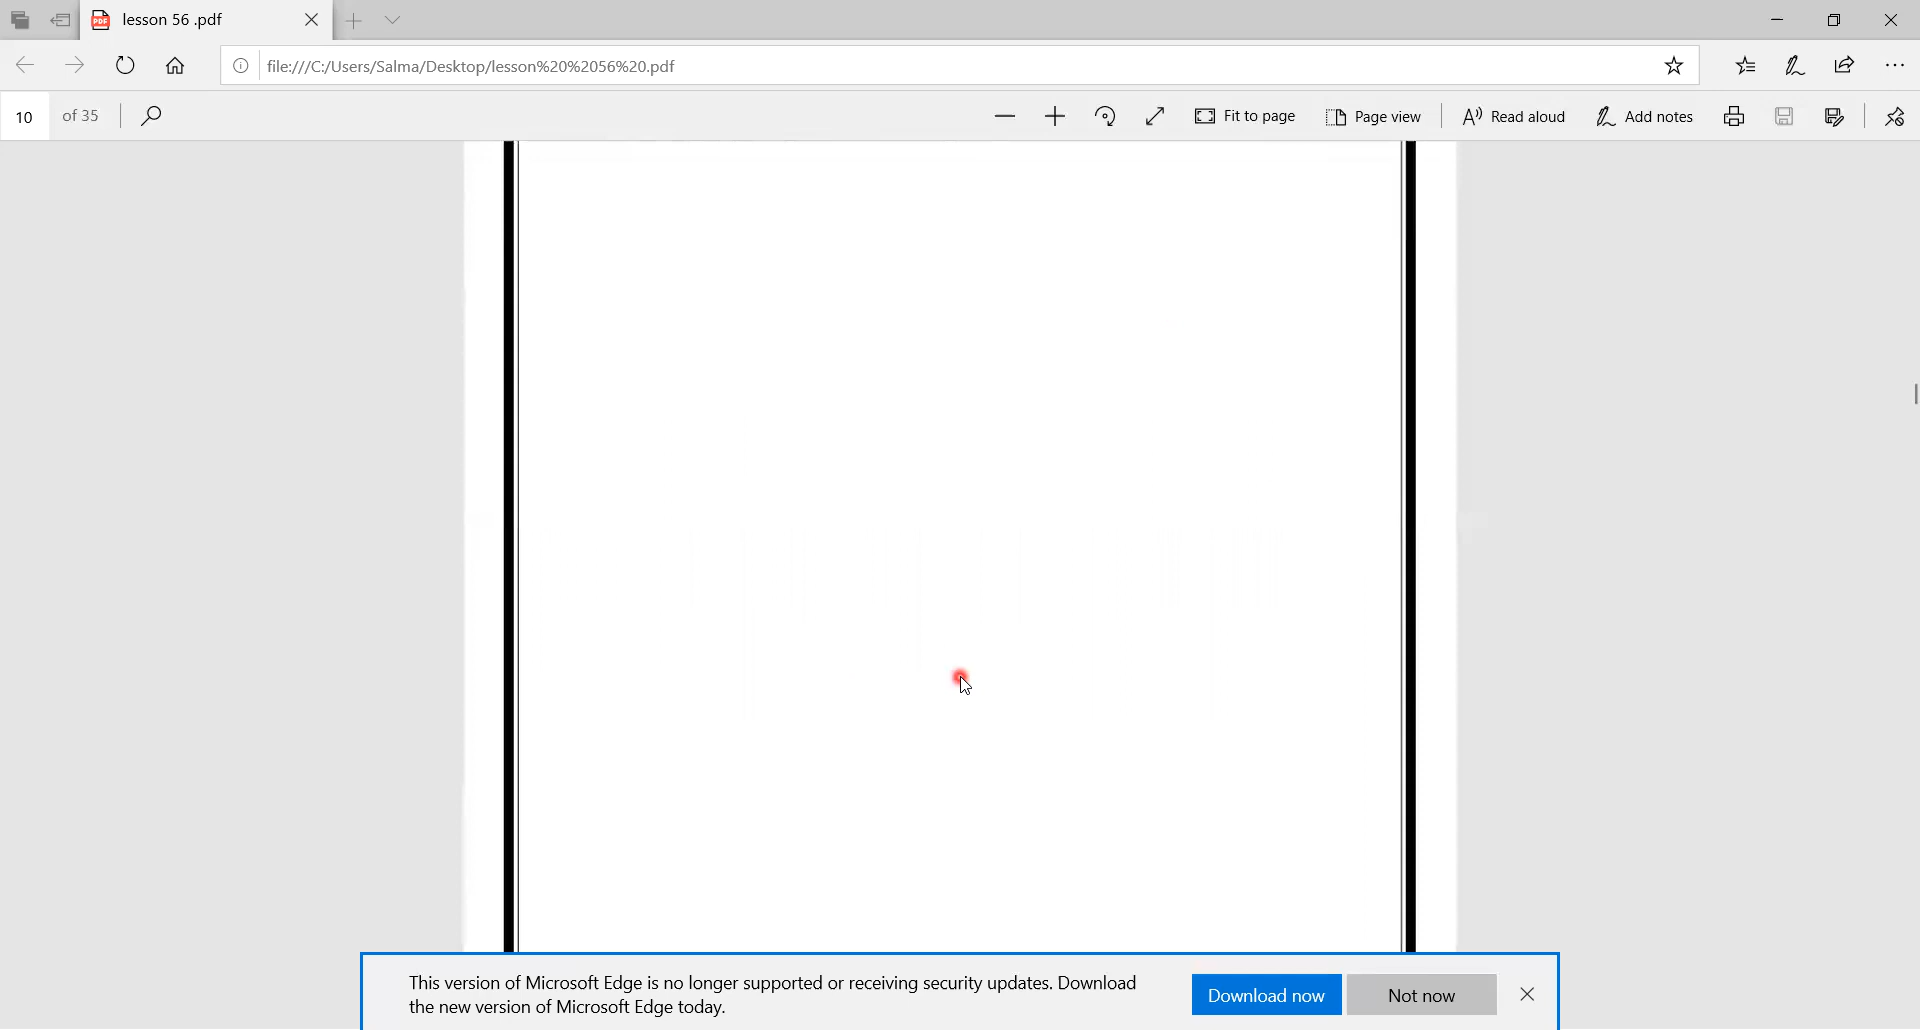 lesson 56 .pdf
file:///C:/Users/Salma/Desktop/lesson%20%2056%20.pdf
10 of 35 Fit to page Page view Read aloud Add notes
This version of Microsoft Edge is no longer supported or receiving security updates. Download
the new version of Microsoft Edge today.
Download now Not now